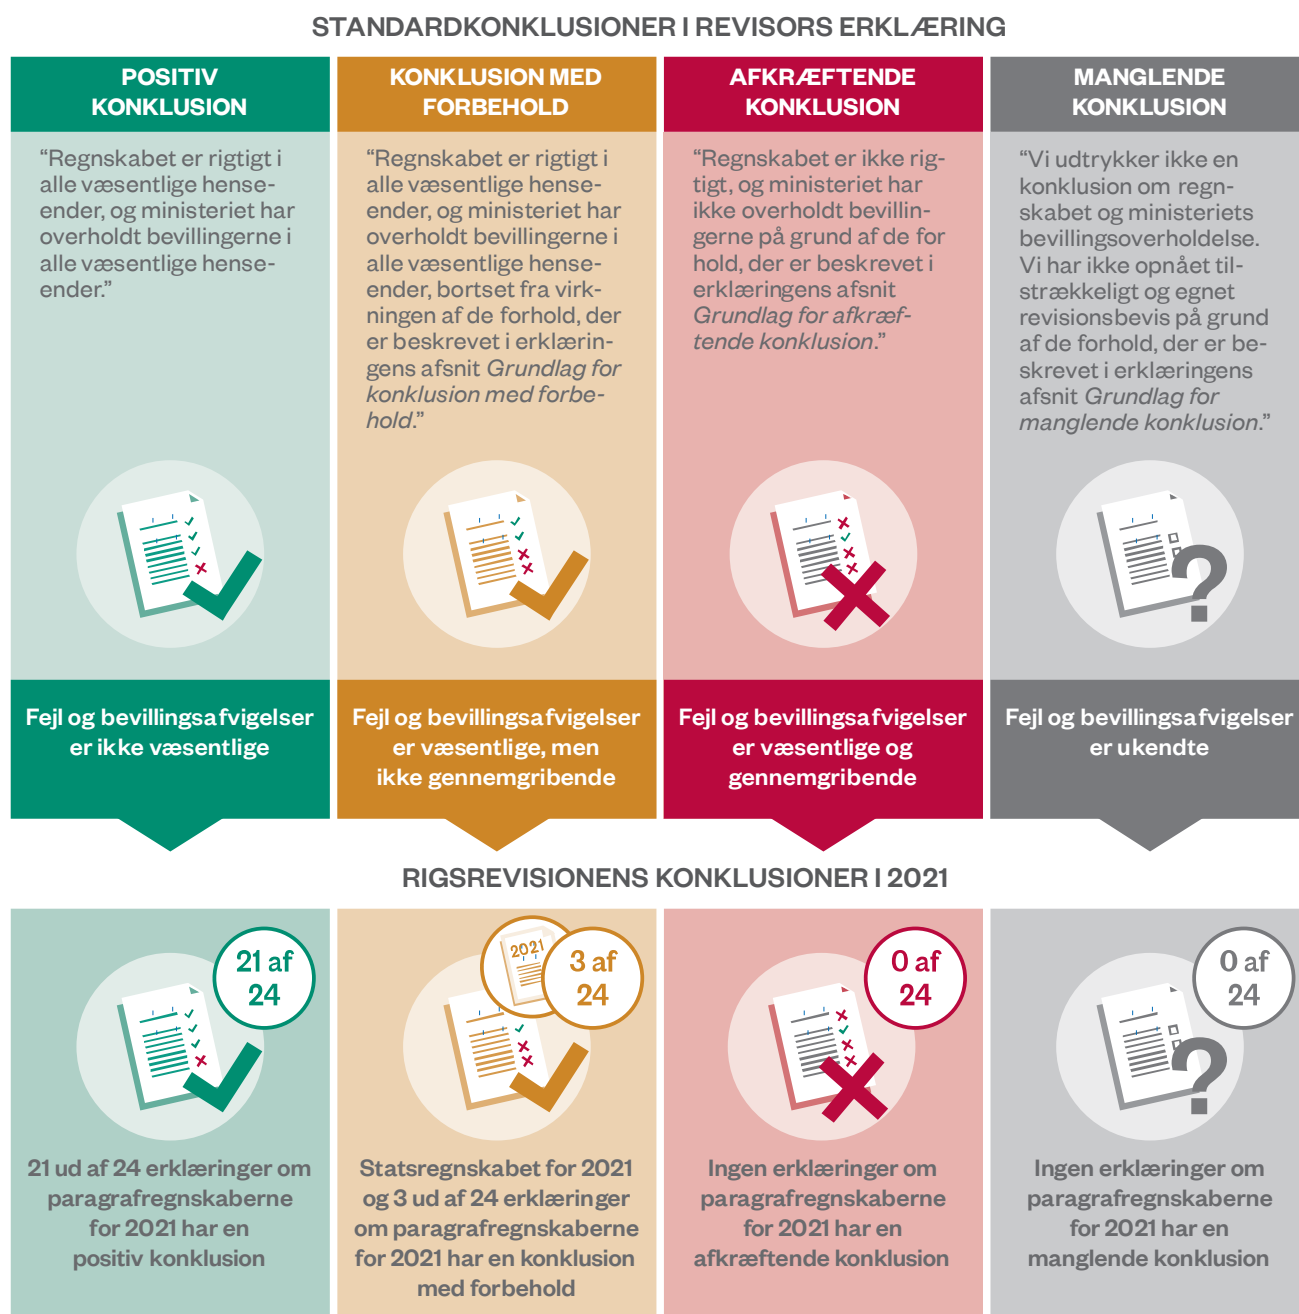 STANDARDKONKLUSIONER I REVISORS ERKLÆRING
POSITIV
KONKLUSION
“Regnskabet er rigtigt i
alle væsentlige hense-
ender, og ministeriet har
overholdt bevillingerne i
alle væsentlige hense-
ender.”
Fejl og bevillingsafvigelser
er ikke væsentlige
KONKLUSION MED
FORBEHOLD
“Regnskabet er rigtigt i
alle væsentlige hense-
ender, og ministeriet har
overholdt bevillingerne i
alle væsentlige hense-
ender, bortset fra virk-
ningen af de forhold, der
er beskrevet i erklærin-
gens afsnit Grundlag for
konklusion med forbe-
hold.”
Fejl og bevillingsafvigelser
er væsentlige, men
ikke gennemgribende
AFKRÆFTENDE
KONKLUSION
“Regnskabet er ikke rig-
tigt, og ministeriet har
ikke overholdt bevillin-
gerne på grund af de for
hold, der er beskrevet i
erklæringens afsnit
Grundlag for afkræf-
tende konklusion.”
Fejl og bevillingsafvigelser
er væsentlige og
gennemgribende
MANGLENDE
KONKLUSION
“Vi udtrykker ikke en
konklusion om regn-
skabet og ministeriets
bevillingsoverholdelse.
Vi har ikke opnået til-
strækkeligt og egnet
revisionsbevis på grund
af de forhold, der er be-
skrevet i erklæringens
afsnit Grundlag for
manglende konklusion.”
Fejl og bevillingsafvigelser
er ukendte
RIGSREVISIONENS KONKLUSIONER I 2021
21 af
24
21 ud af 24 erklæringer om
paragrafregnskaberne
for 2021 har en
positiv konklusion
2021
3 af
24
Statsregnskabet for 2021
og 3 ud af 24 erklæringer
om paragrafregnskaberne
for 2021 har en konklusion
med forbehold
0 af
24
Ingen erklæringer om
paragrafregnskaberne
for 2021 har en
afkræftende konklusion
0 af
24
Ingen erklæringer om
paragrafregnskaberne
for 2021 har en
manglende konklusion